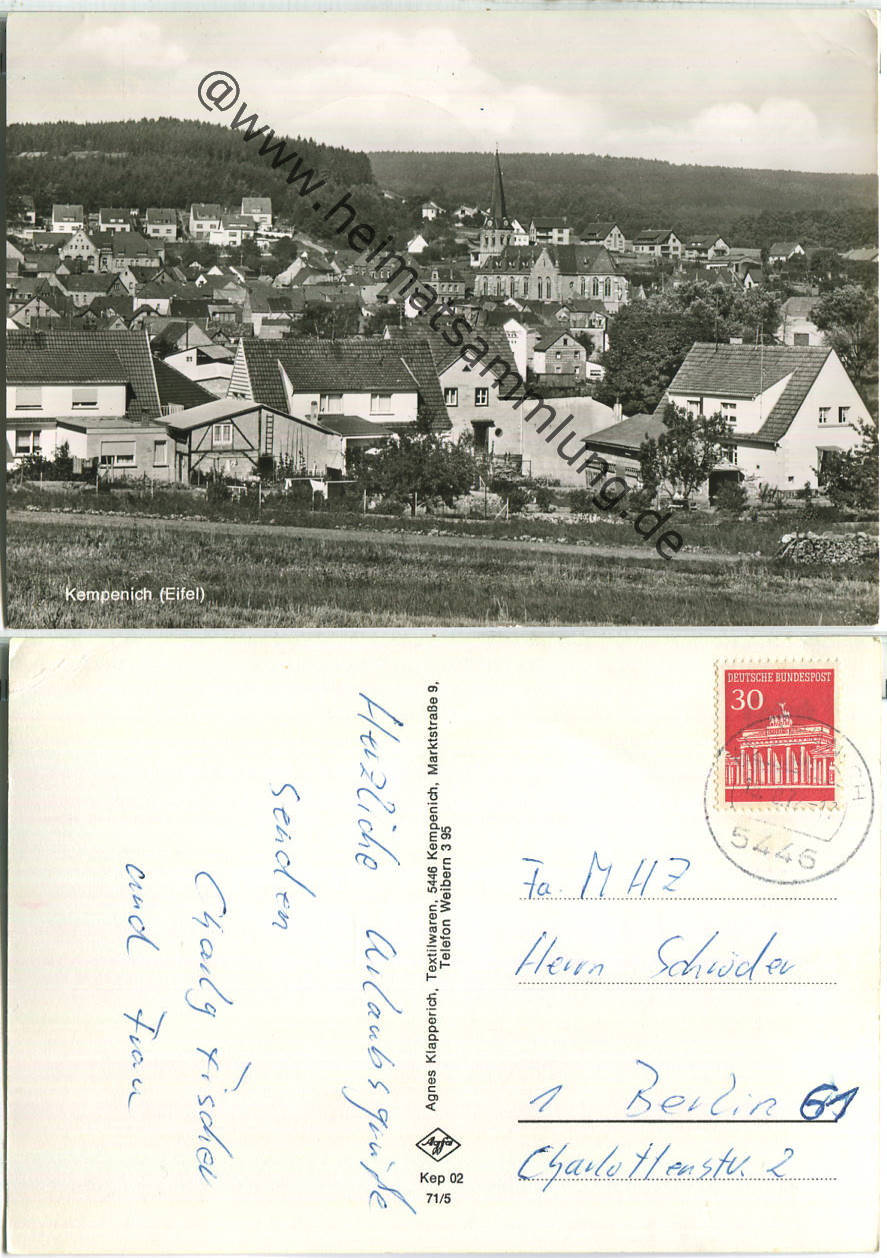 @www.heimatsammlung.de
Kempenich (Eifel)
DEUTSCHE BUNDESPOST
30
5446
Herzliche Urlaubsgrüße
senden
Charly Fischer
und Frau
Agnes Klapperich, Textilwaren, 5446 Kempenich, Marktstraße 9,
Telefon Weibern 3 95
Agfa
Kep 02
71/5
Fa. MHZ
Herrn Schröder
1 Berlin 61
Charlottenstr. 2